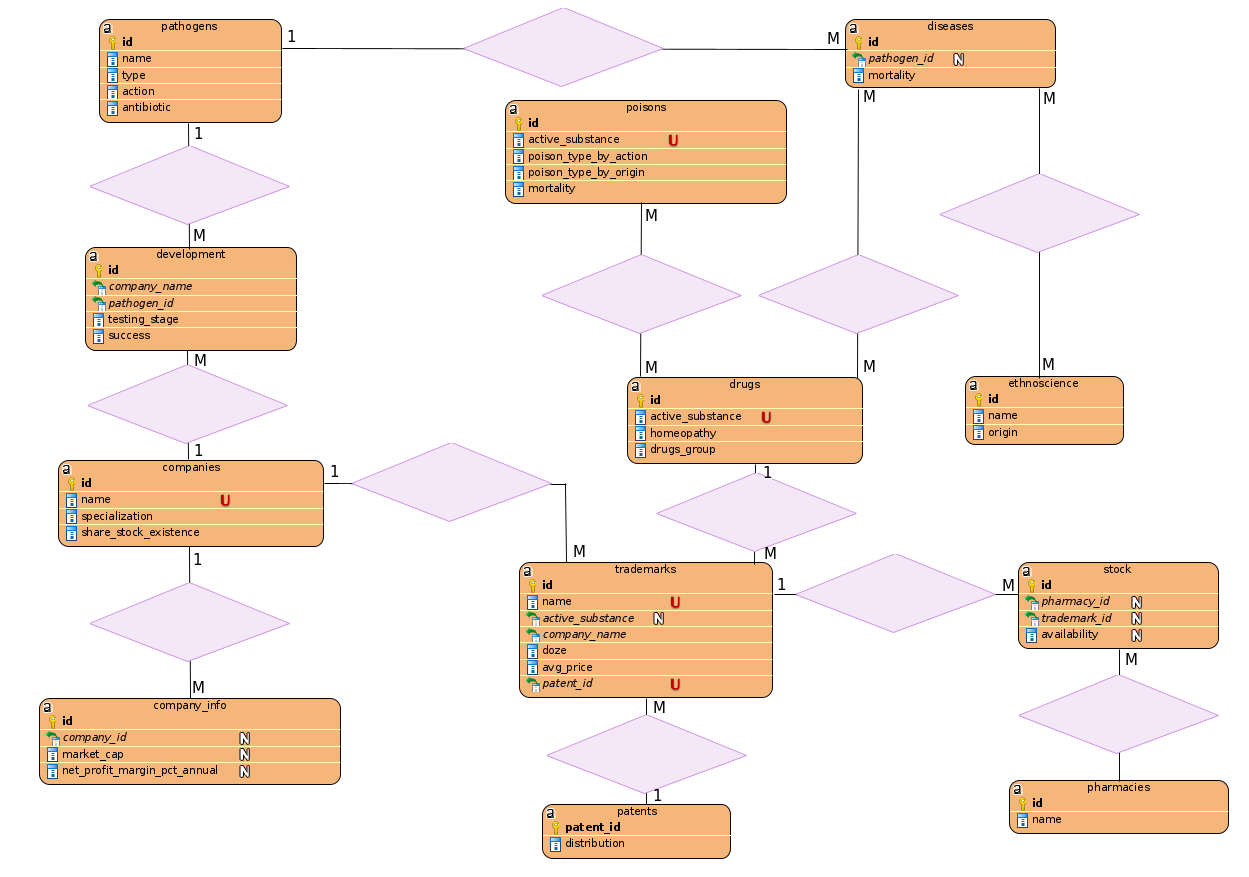 a pathogens
id
name
type
action
antibiotic
1
M
a diseases
id
pathogen_id N
mortality
a poisons
id
active_substance U
poison_type_by_action
poison_type_by_origin
mortality
1
M
M
M
M
M
M
M
a development
id
company_name
pathogen_id
testing_stage
success
M
1
a drugs
id
active_substance U
homeopathy
drugs_group
a ethnoscience
id
name
origin
a companies
id
name U
specialization
share_stock_existence
1
M
1
M
a trademarks
id
name U
active_substance N
company_name
doze
avg_price
patent_id U
1
M
a stock
id
pharmacy_id N
trademark_id N
availability N
1
M
a company_info
id
company_id N
market_cap N
net_profit_margin_pct_annual N
M
1
a patents
patent_id
distribution
M
a pharmacies
id
name